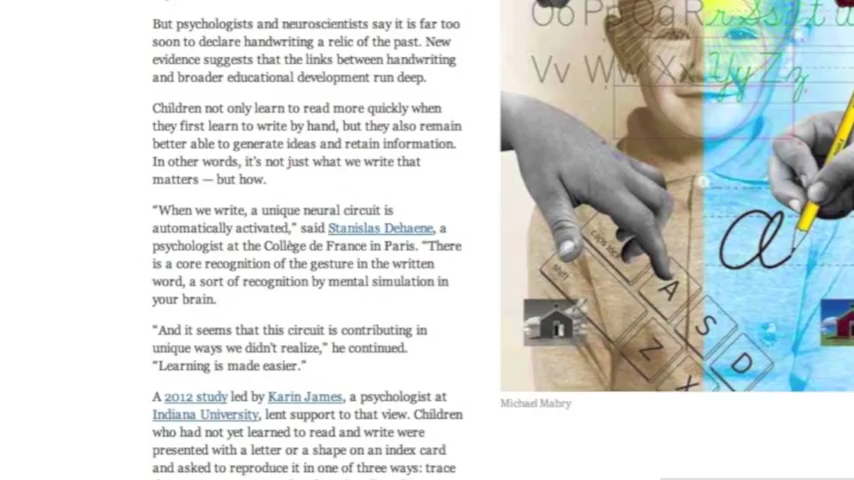 But psychologists and neuroscientists say it is far too
soon to declare handwriting a relic of the past. New
evidence suggests that the links between handwriting
and broader educational development run deep.
Children not only learn to read more quickly when
they first learn to write by hand, but they also remain
better able to generate ideas and retain information.
In other words, it's not just what we write that
matters — but how.
“When we write, a unique neural circuit is
automatically activated,” said Stanislas Dehaene, a
psychologist at the Collège de France in Paris. “There
is a core recognition of the gesture in the written
word, a sort of recognition by mental simulation in
your brain.
“And it seems that this circuit is contributing in
unique ways we didn't realize,” he continued.
“Learning is made easier.”
A 2012 study led by Karin James, a psychologist at
Indiana University, lent support to that view. Children
who had not yet learned to read and write were
presented with a letter or a shape on an index card
and asked to reproduce it in one of three ways: trace
Oo Pp Qq Rr Ss Tt U
Vv Ww Xx Yy Zz
a
caps lock
shift
A
S
D
Z
X
Michael Mabry